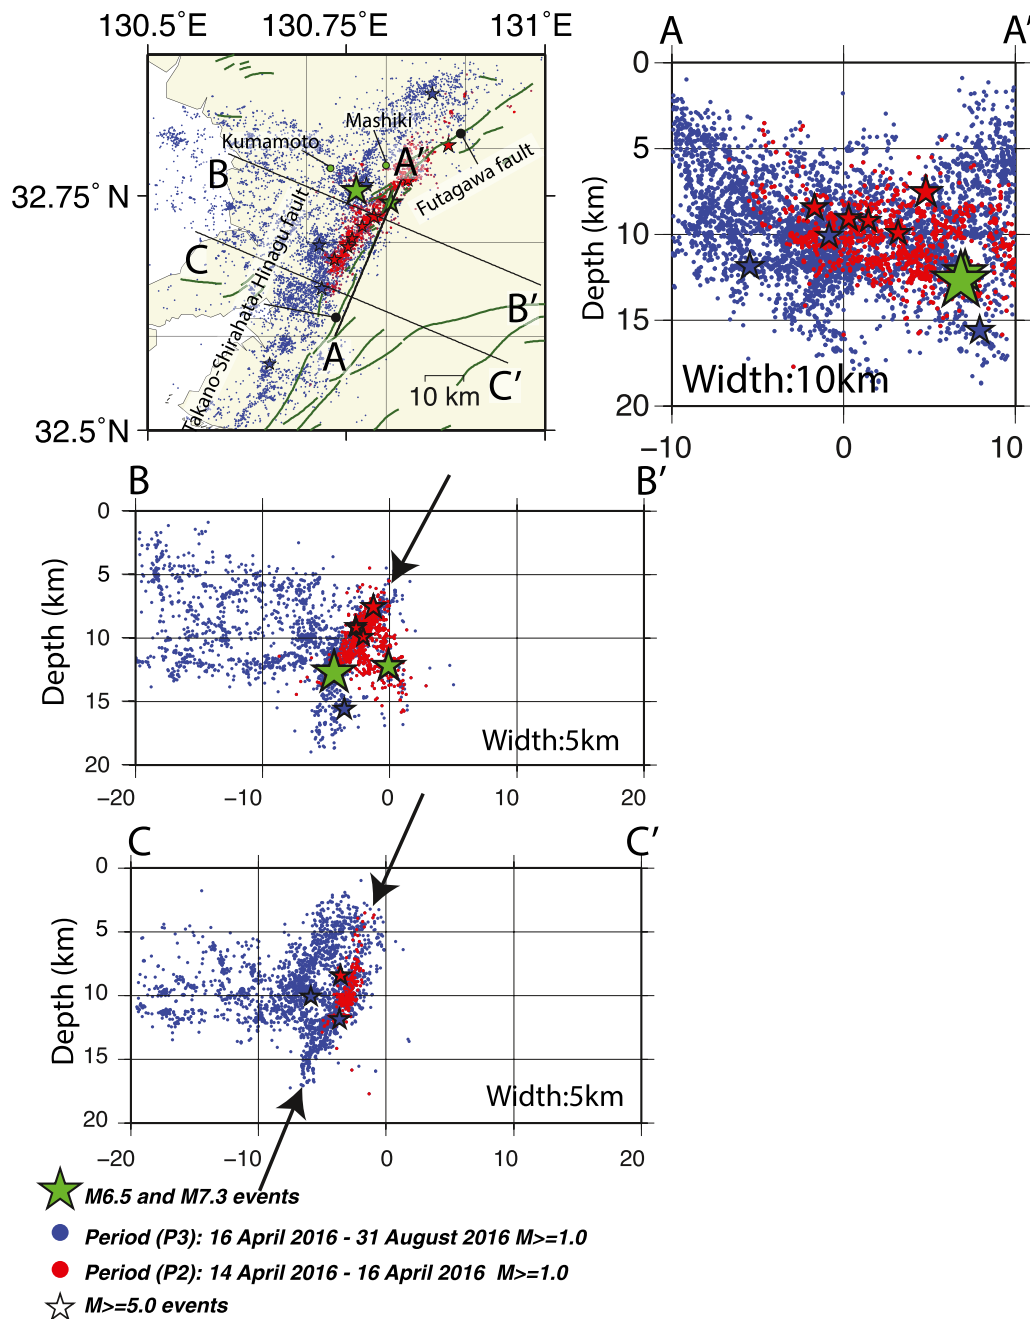 130.5°E 130.75°E 131°E
32.75°N
32.5°N
Kumamoto
Mashiki
A′
B
C
Futagawa fault
Takano-Shirahata, Hinagu fault
A
B′
C′
10 km
A A′
0
5
10
15
20
Depth (km)
Width:10km
−10 0 10
B B′
0
5
10
15
20
Depth (km)
Width:5km
−20 −10 0 10 20
C C′
0
5
10
15
20
Depth (km)
Width:5km
−20 −10 0 10 20
M6.5 and M7.3 events
Period (P3): 16 April 2016 - 31 August 2016 M>=1.0
Period (P2): 14 April 2016 - 16 April 2016 M>=1.0
M>=5.0 events